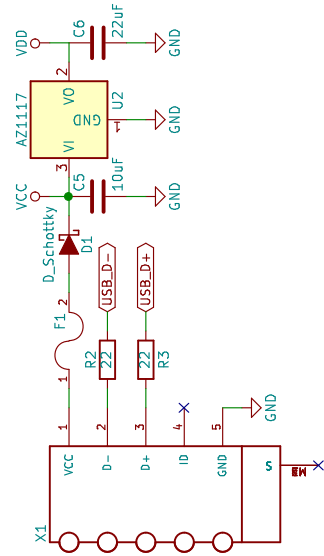 VDD
C6
22uF
GND
2
AZ1117
VO
GND
VI
U2
1
GND
3
VCC
C5
10uF
GND
D_Schottky
D1
2
F1
1
USB_D-
USB_D+
R2
22
22
R3
GND
1
2
3
4
5
VCC
D-
D+
ID
GND
S
X1